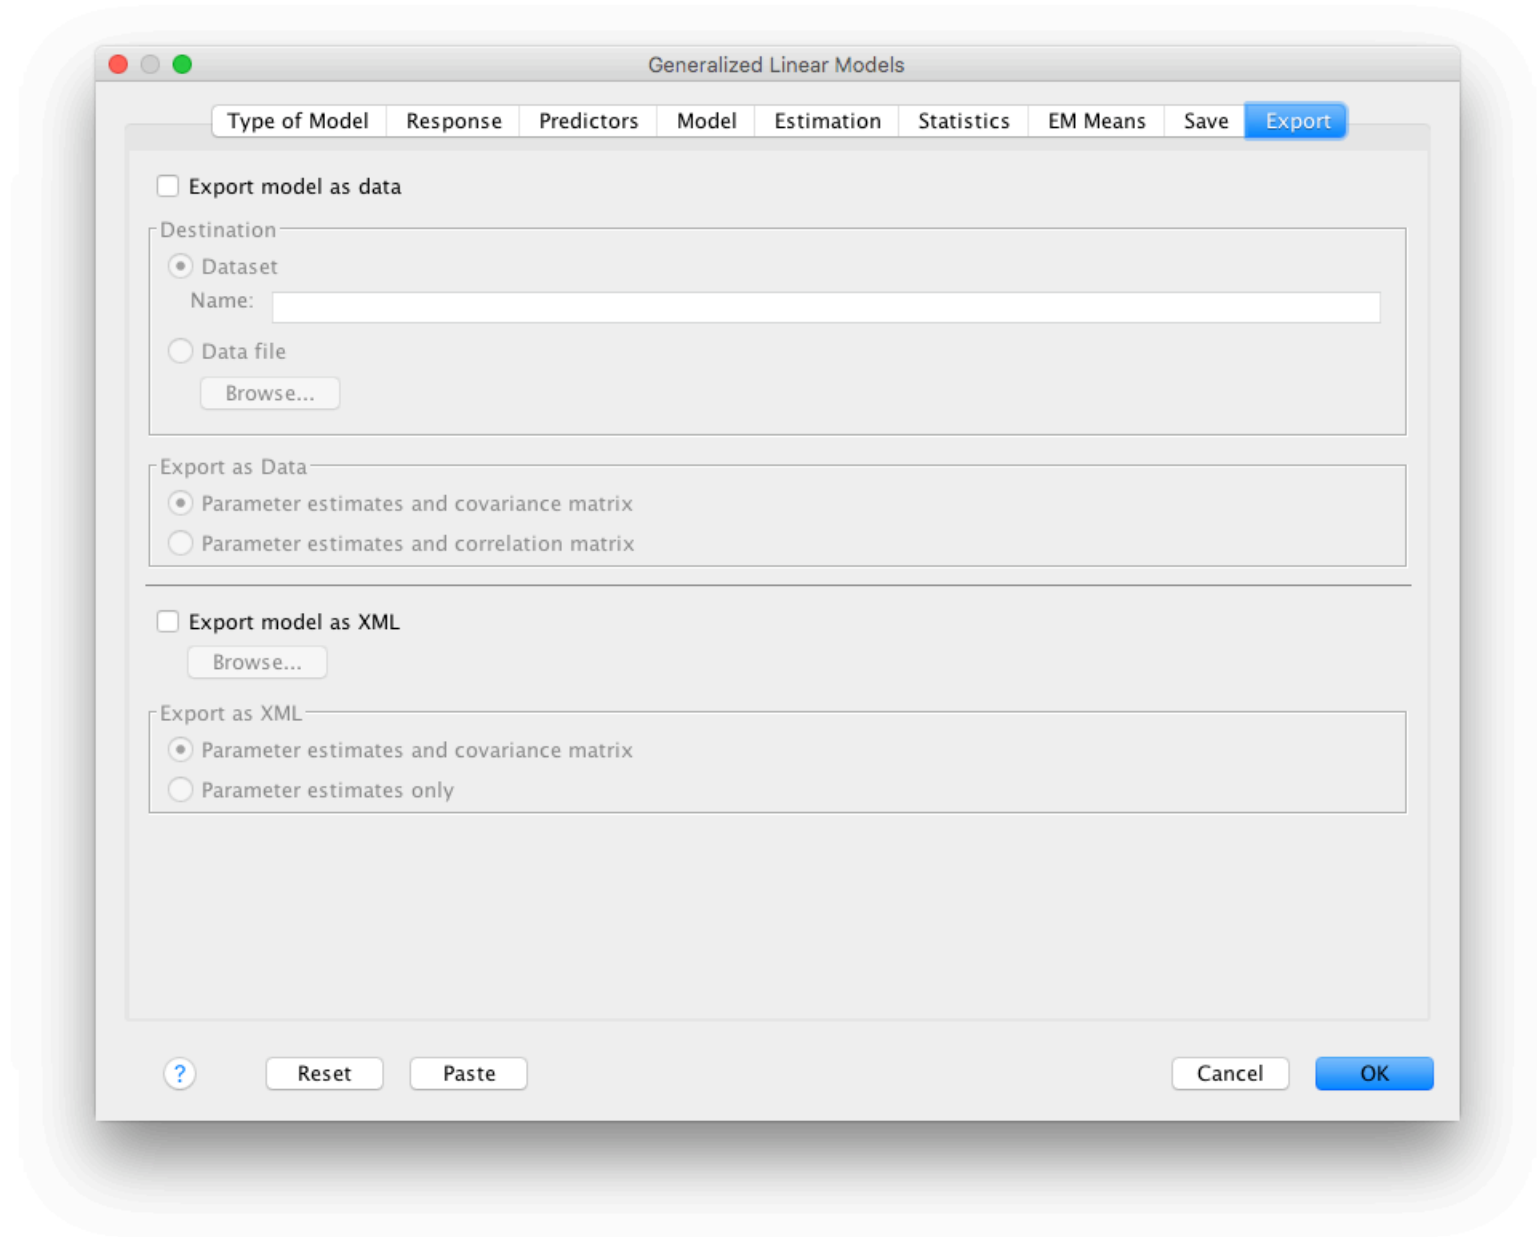 Generalized Linear Models
Type of Model Response Predictors Model Estimation Statistics EM Means Save Export
Export model as data
Destination
Dataset
Name:
Data file
Browse...
Export as Data
Parameter estimates and covariance matrix
Parameter estimates and correlation matrix
Export model as XML
Browse...
Export as XML
Parameter estimates and covariance matrix
Parameter estimates only
? Reset Paste Cancel OK